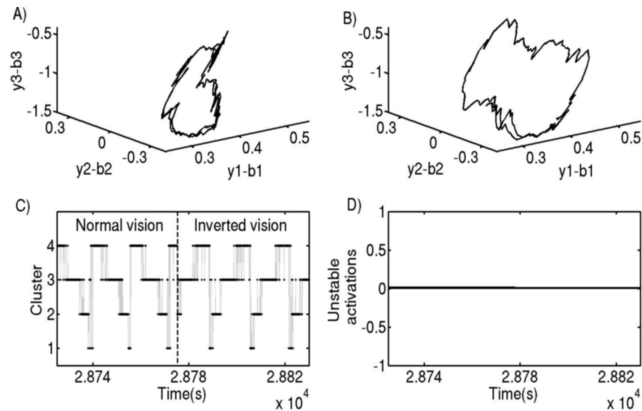 A)
y3-b3
-0.5
-1
-1.5
0.3
0
-0.3
y2-b2
0.3
0.4
0.5
y1-b1
B)
y3-b3
-0.5
-1
-1.5
0.3
0
-0.3
y2-b2
0.3
0.4
0.5
y1-b1
C)
Normal vision
Inverted vision
Cluster
4
3
2
1
2.874
2.878
2.882
Time(s)
x 10⁴
D)
Unstable
activations
1
0.5
0
-0.5
-1
2.874
2.878
2.882
Time(s)
x 10⁴